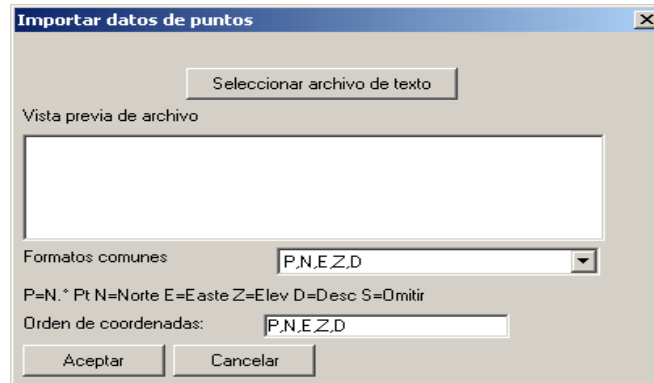 Importar datos de puntos
Seleccionar archivo de texto
Vista previa de archivo
Formatos comunes P,N,E,Z,D
P=N.° Pt N=Norte E=Easte Z=Elev D=Desc S=Omitir
Orden de coordenadas: P,N,E,Z,D
Aceptar Cancelar